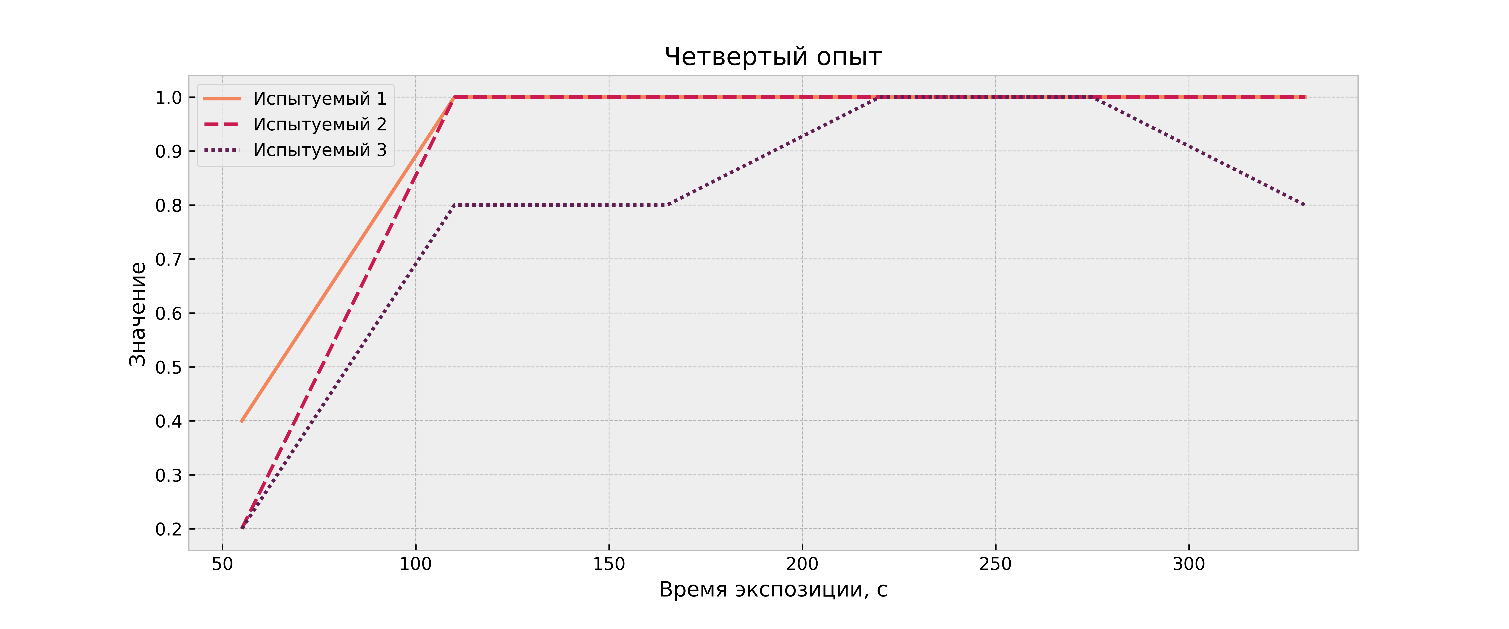 Четвертый опыт
Испытуемый 1
Испытуемый 2
Испытуемый 3
Значение
1.0
0.9
0.8
0.7
0.6
0.5
0.4
0.3
0.2
50 100 150 200 250 300
Время экспозиции, с